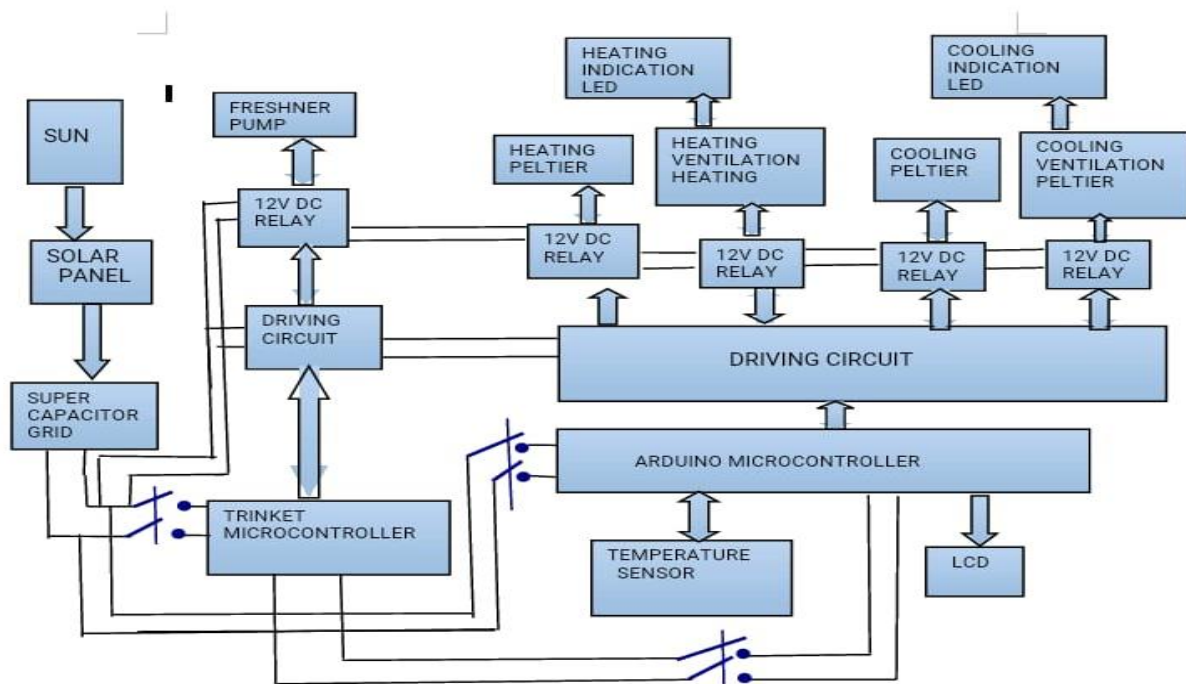 SUN
SOLAR
PANEL
SUPER
CAPACITOR
GRID
FRESHNER
PUMP
12V DC
RELAY
DRIVING
CIRCUIT
TRINKET
MICROCONTROLLER
HEATING
INDICATION
LED
HEATING
PELTIER
HEATING
VENTILATION
HEATING
COOLING
INDICATION
LED
COOLING
PELTIER
COOLING
VENTILATION
PELTIER
12V DC
RELAY
12V DC
RELAY
12V DC
RELAY
12V DC
RELAY
DRIVING CIRCUIT
ARDUINO MICROCONTROLLER
TEMPERATURE
SENSOR
LCD